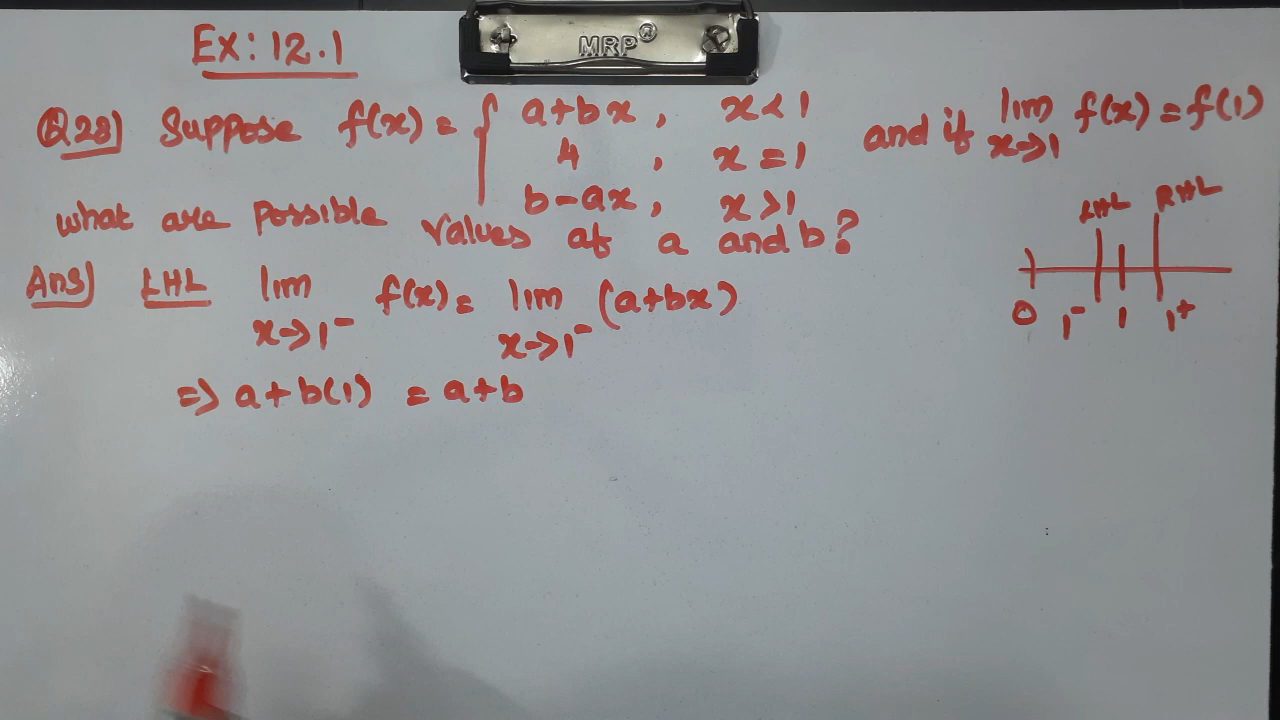 MRP®
Ex: 12.1
Q28) Suppose f(x) = { a+bx, x<1 and if lim x→1 f(x) = f(1)
4, x=1
b-ax, x>1
what are possible values of a and b?
LHL RHL
0 1⁻ 1 1⁺
Ans) LHL lim x→1⁻ f(x) = lim x→1⁻ (a+bx)
=> a+b(1) = a+b